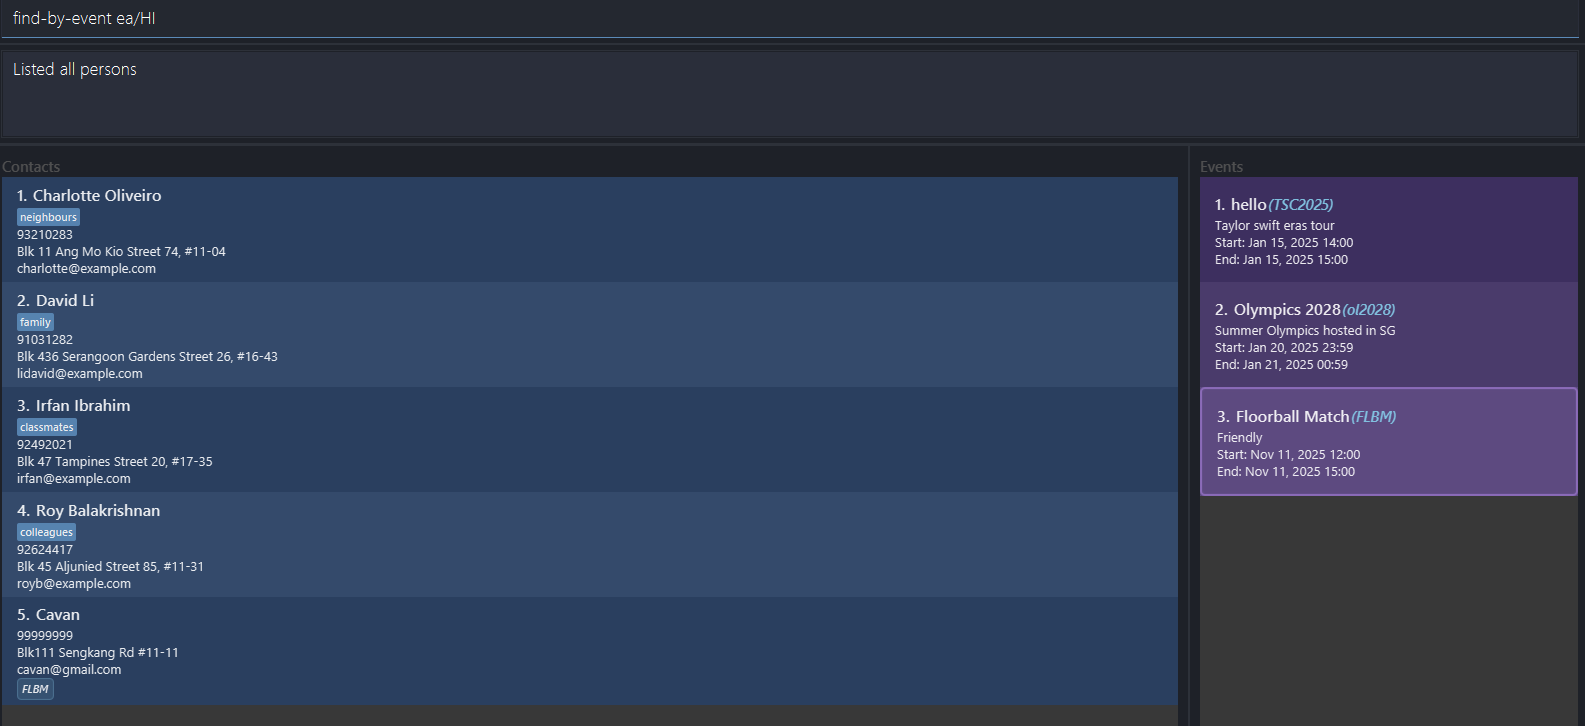 find-by-event ea/HI
Listed all persons
Contacts
1. Charlotte Oliveiro
neighbours
93210283
Blk 11 Ang Mo Kio Street 74, #11-04
charlotte@example.com
2. David Li
family
91031282
Blk 436 Serangoon Gardens Street 26, #16-43
lidavid@example.com
3. Irfan Ibrahim
classmates
92492021
Blk 47 Tampines Street 20, #17-35
irfan@example.com
4. Roy Balakrishnan
colleagues
92624417
Blk 45 Aljunied Street 85, #11-31
royb@example.com
5. Cavan
99999999
Blk111 Sengkang Rd #11-11
cavan@gmail.com
FLBM
Events
1. hello(TSC2025)
Taylor swift eras tour
Start: Jan 15, 2025 14:00
End: Jan 15, 2025 15:00
2. Olympics 2028(ol2028)
Summer Olympics hosted in SG
Start: Jan 20, 2025 23:59
End: Jan 21, 2025 00:59
3. Floorball Match(FLBM)
Friendly
Start: Nov 11, 2025 12:00
End: Nov 11, 2025 15:00